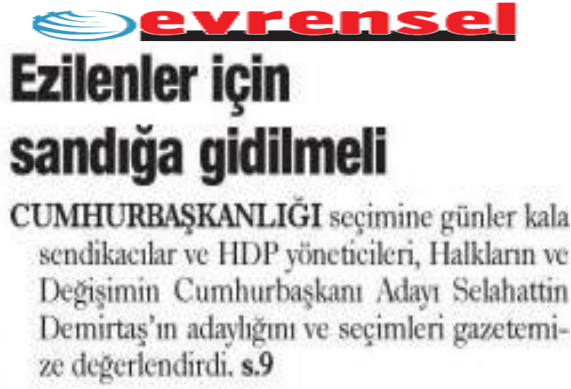 evrensel
Ezilenler için
sandığa gidilmeli
CUMHURBAŞKANLIĞI seçimine günler kala
sendikacılar ve HDP yöneticileri, Halkların ve
Değişimin Cumhurbaşkanı Adayı Selahattin
Demirtaş'ın adaylığını ve seçimleri gazetemi-
ze değerlendirdi. s.9